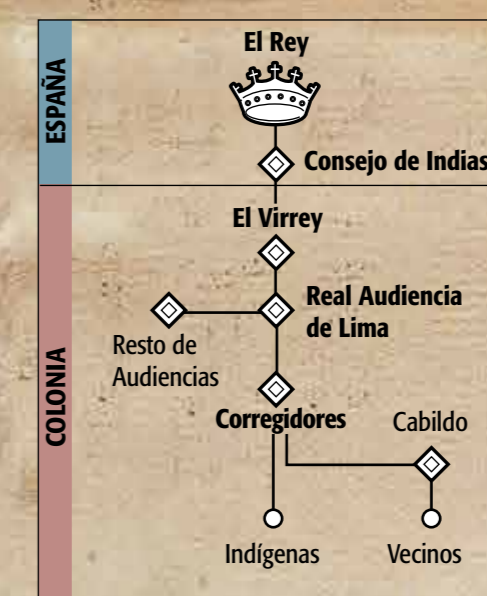 ESPAÑA
El Rey
Consejo de Indias
COLONIA
El Virrey
Real Audiencia
de Lima
Resto de
Audiencias
Corregidores
Cabildo
Indígenas
Vecinos